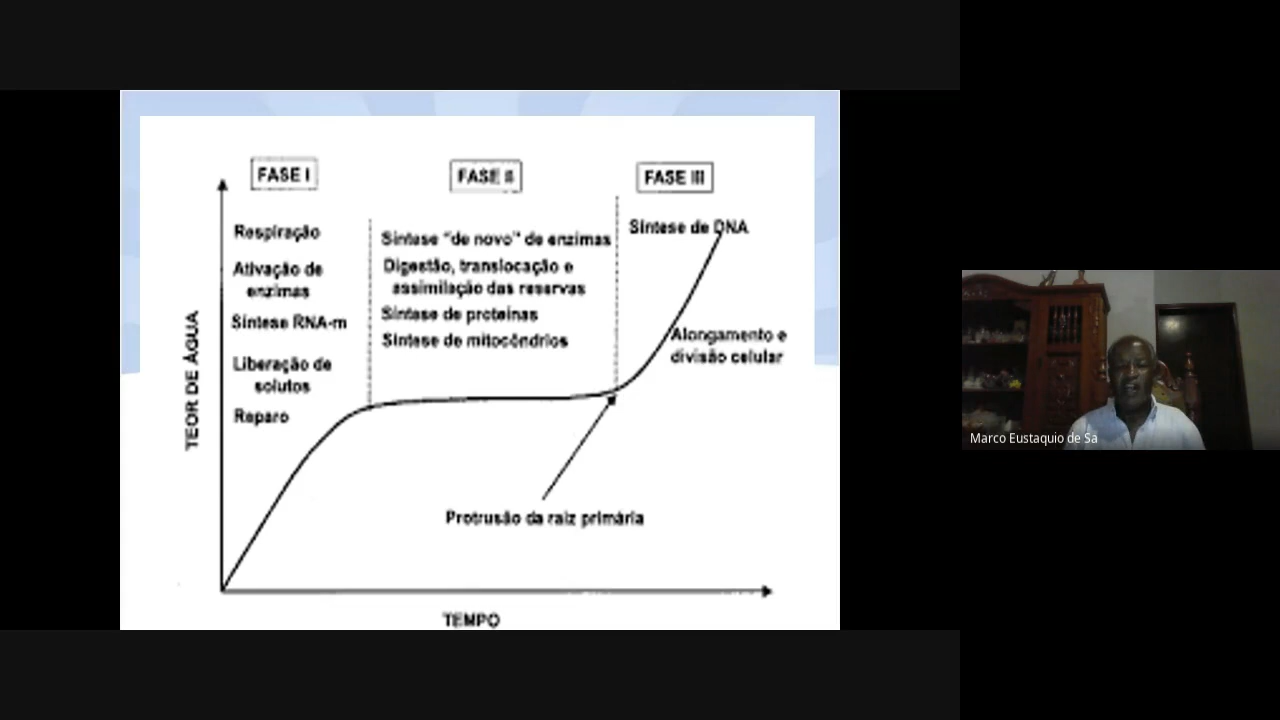 FASE I
FASE II
FASE III
Respiração
Ativação de
enzimas
Síntese RNA-m
Liberação de
solutos
Reparo
Síntese "de novo" de enzimas
Digestão, translocação e
assimilação das reservas
Síntese de proteínas
Síntese de mitocôndrios
Síntese de DNA
Alongamento e
divisão celular
Protrusão da raiz primária
TEOR DE ÁGUA
TEMPO
Marco Eustaquio de Sa